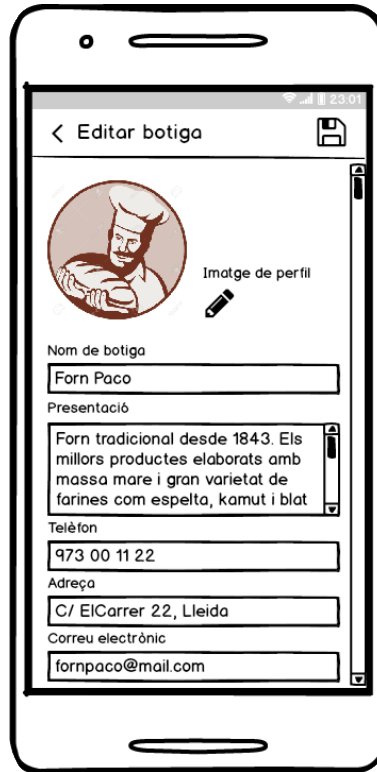 23:01
Editar botiga
Imatge de perfil
Nom de botiga
Forn Paco
Presentació
Forn tradicional desde 1843. Els
millors productes elaborats amb
massa mare i gran varietat de
farines com espelta, kamut i blat
Telèfon
973 00 11 22
Adreça
C/ ElCarrer 22, Lleida
Correu electrònic
fornpaco@mail.com